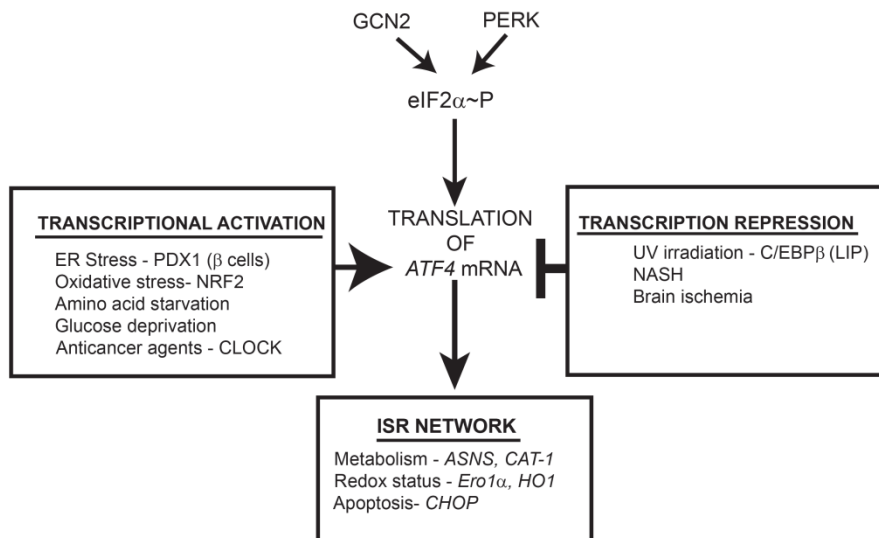 GCN2
PERK
eIF2α~P
TRANSCRIPTIONAL ACTIVATION
ER Stress - PDX1 (β cells)
Oxidative stress- NRF2
Amino acid starvation
Glucose deprivation
Anticancer agents - CLOCK
TRANSLATION
OF
ATF4 mRNA
TRANSCRIPTION REPRESSION
UV irradiation - C/EBPβ (LIP)
NASH
Brain ischemia
ISR NETWORK
Metabolism - ASNS, CAT-1
Redox status - Ero1α, HO1
Apoptosis- CHOP